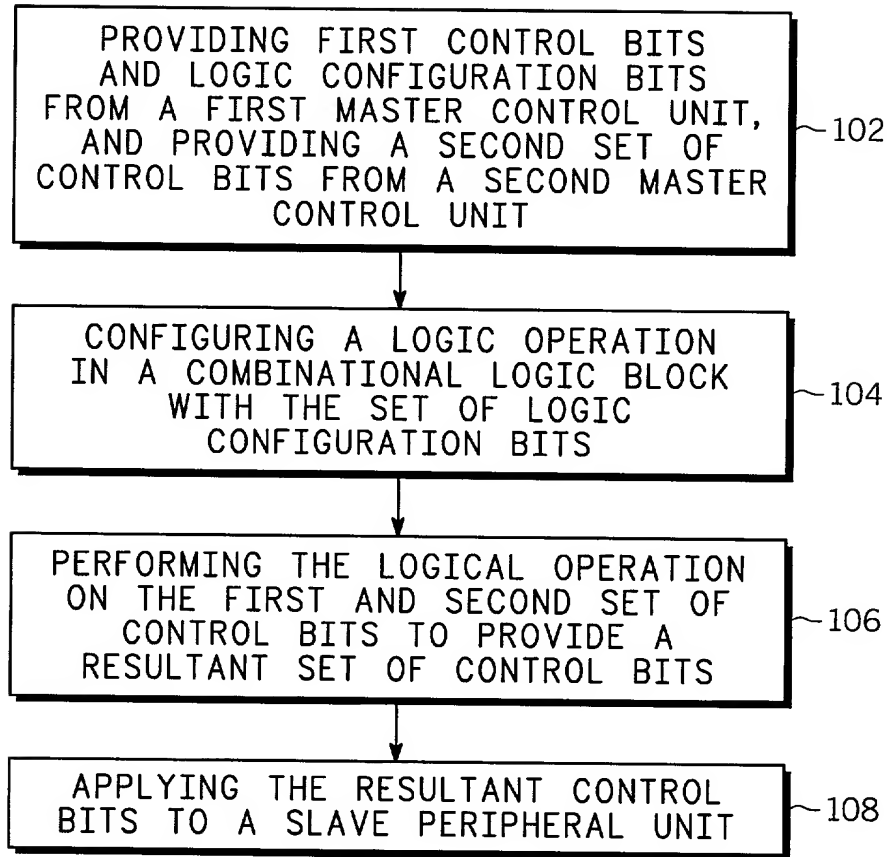 PROVIDING FIRST CONTROL BITS
AND LOGIC CONFIGURATION BITS
FROM A FIRST MASTER CONTROL UNIT,
AND PROVIDING A SECOND SET OF
CONTROL BITS FROM A SECOND MASTER
CONTROL UNIT
102
CONFIGURING A LOGIC OPERATION
IN A COMBINATIONAL LOGIC BLOCK
WITH THE SET OF LOGIC
CONFIGURATION BITS
104
PERFORMING THE LOGICAL OPERATION
ON THE FIRST AND SECOND SET OF
CONTROL BITS TO PROVIDE A
RESULTANT SET OF CONTROL BITS
106
APPLYING THE RESULTANT CONTROL
BITS TO A SLAVE PERIPHERAL UNIT
108